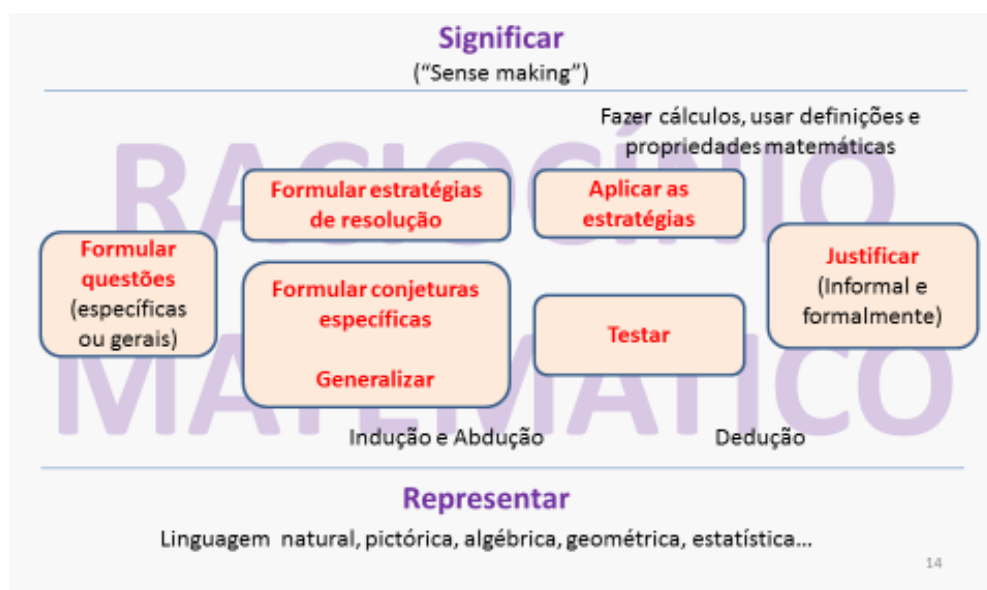 Significar
(“Sense making”)
Fazer cálculos, usar definições e
propriedades matemáticas
RACIOCÍNIO
MATEMÁTICO
Formular
questões
(específicas
ou gerais)
Formular estratégias
de resolução
Formular conjeturas
específicas
Generalizar
Aplicar as
estratégias
Testar
Justificar
(Informal e
formalmente)
Indução e Abdução
Dedução
Representar
Linguagem natural, pictórica, algébrica, geométrica, estatística...
14